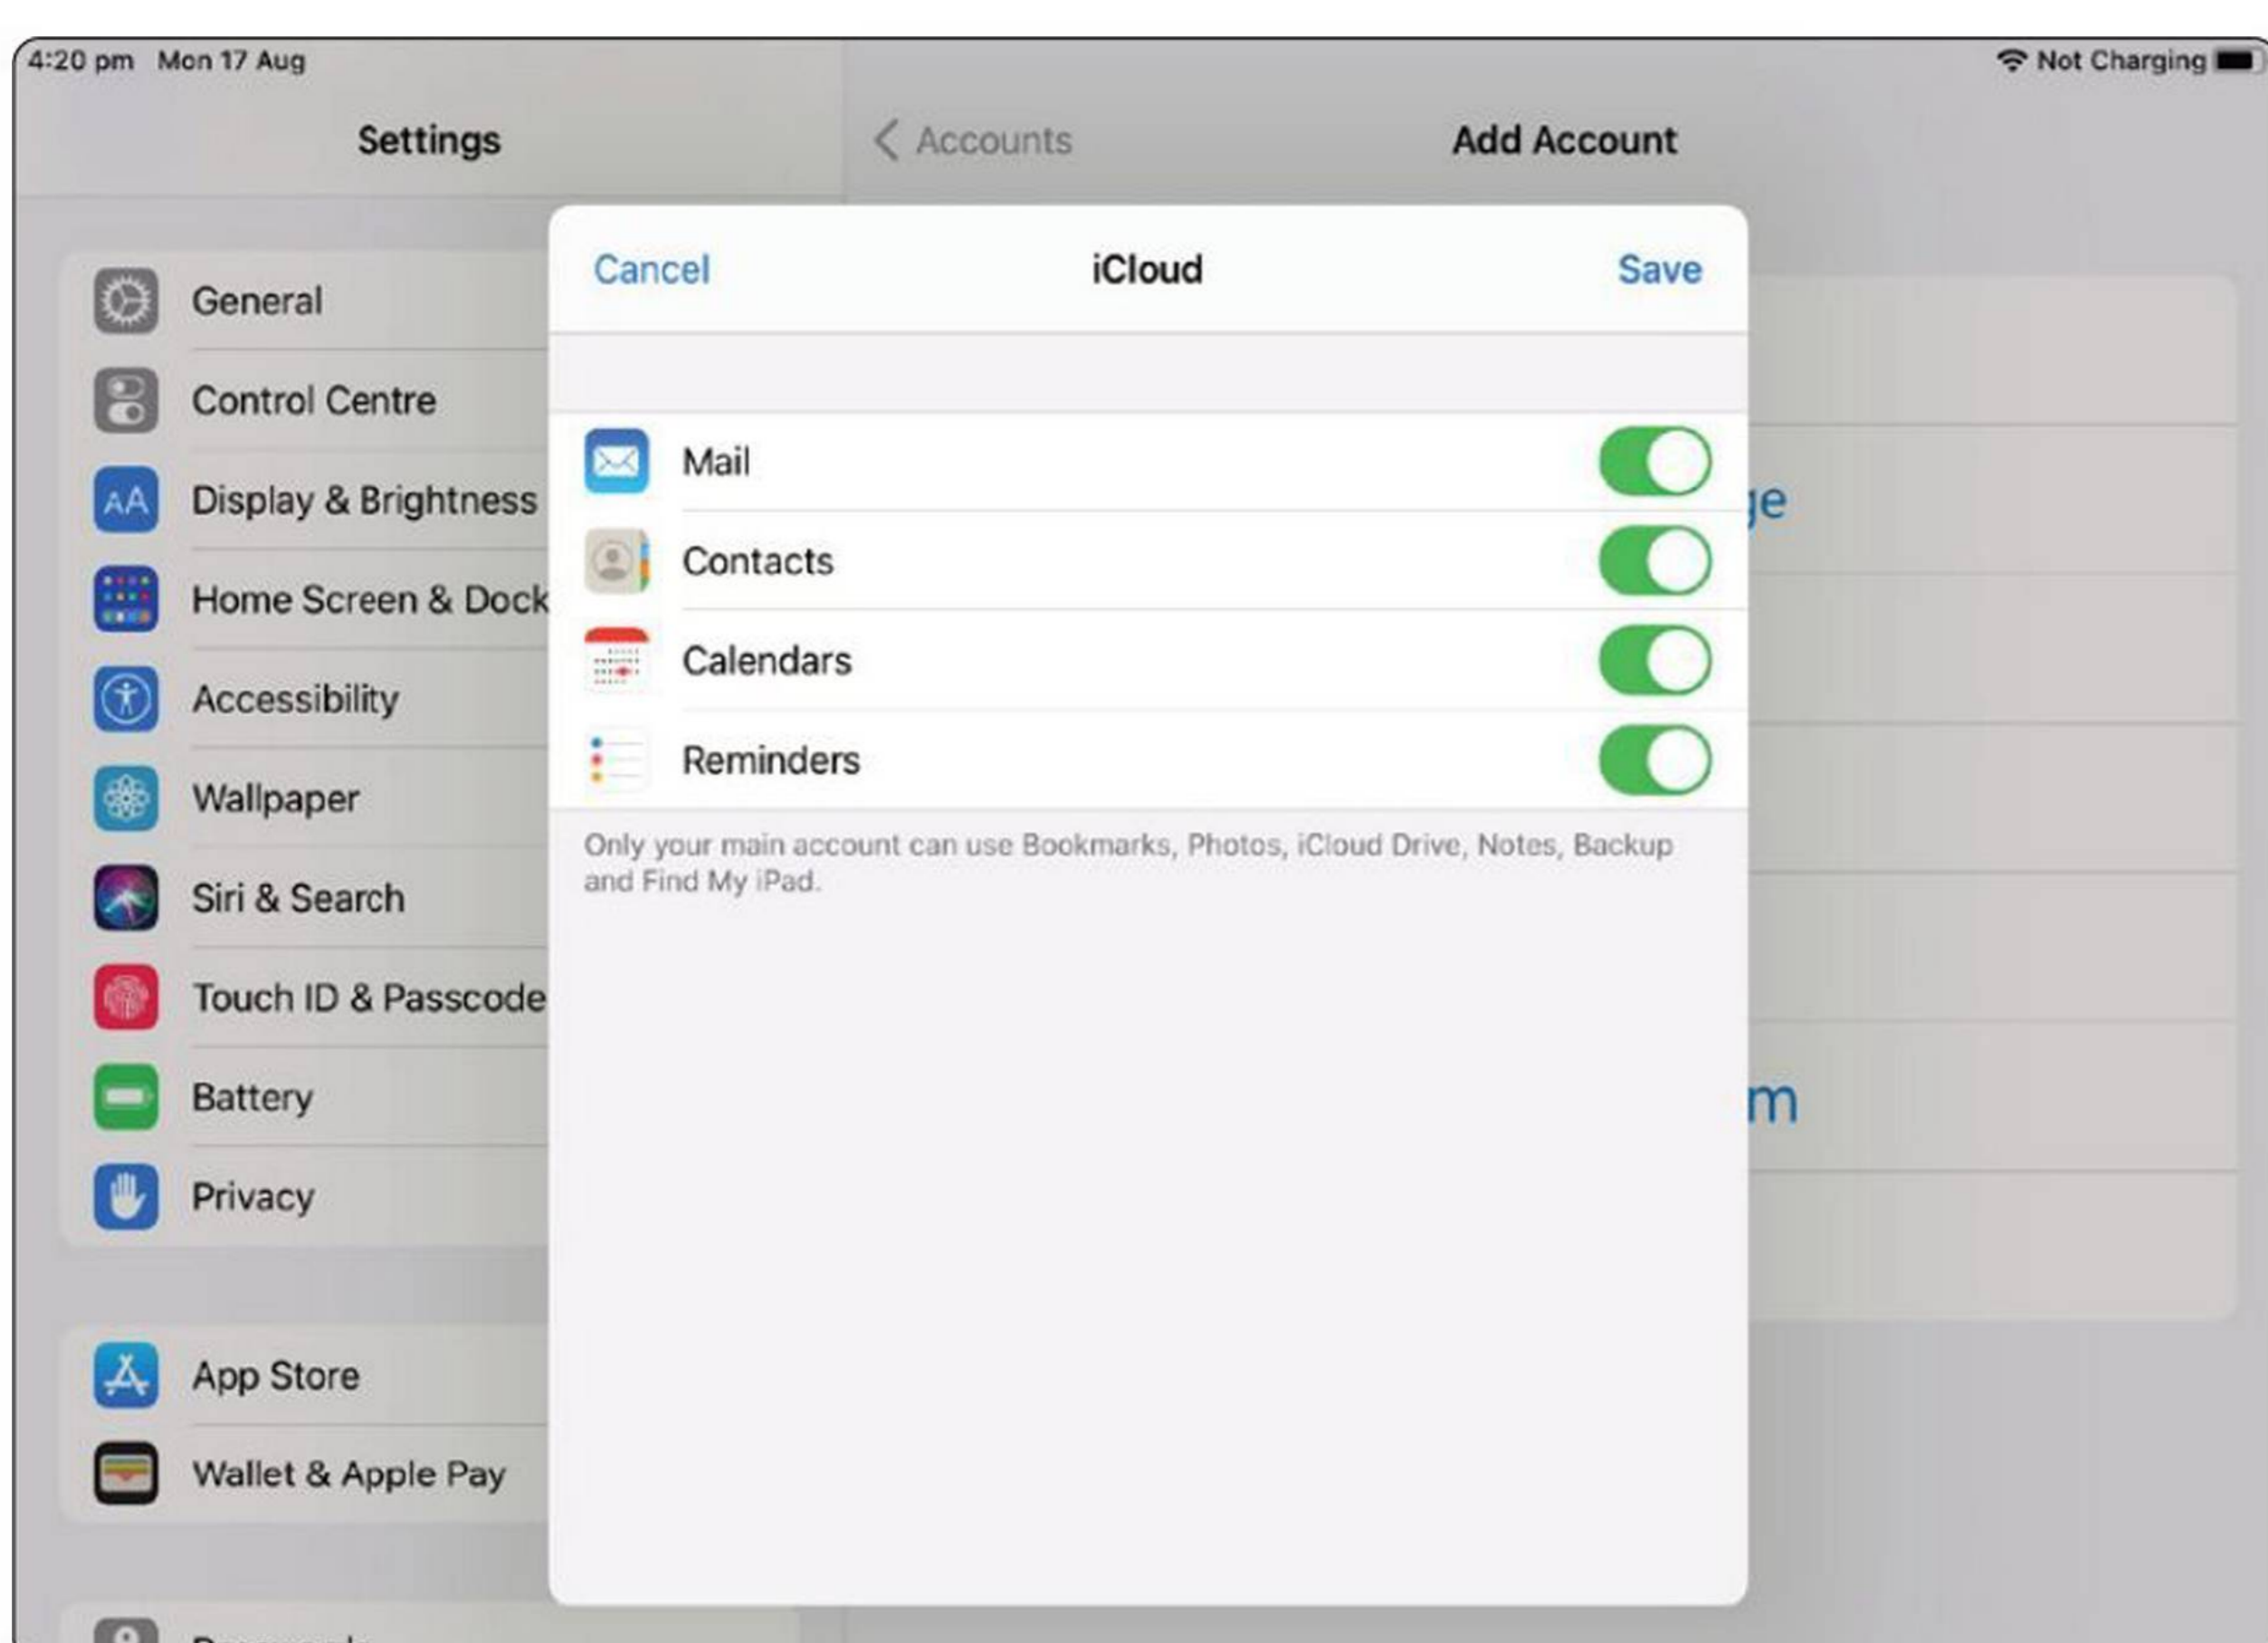 4:20 pm Mon 17 Aug
Not Charging
Settings
Accounts
Add Account
General
Control Centre
AA
Display & Brightness
Home Screen & Dock
Accessibility
Wallpaper
Siri & Search
Touch ID & Passcode
Battery
Privacy
App Store
Wallet & Apple Pay
Cancel
iCloud
Save
Mail
Contacts
Calendars
Reminders
Only your main account can use Bookmarks, Photos, iCloud Drive, Notes, Backup
and Find My iPad.
ge
m